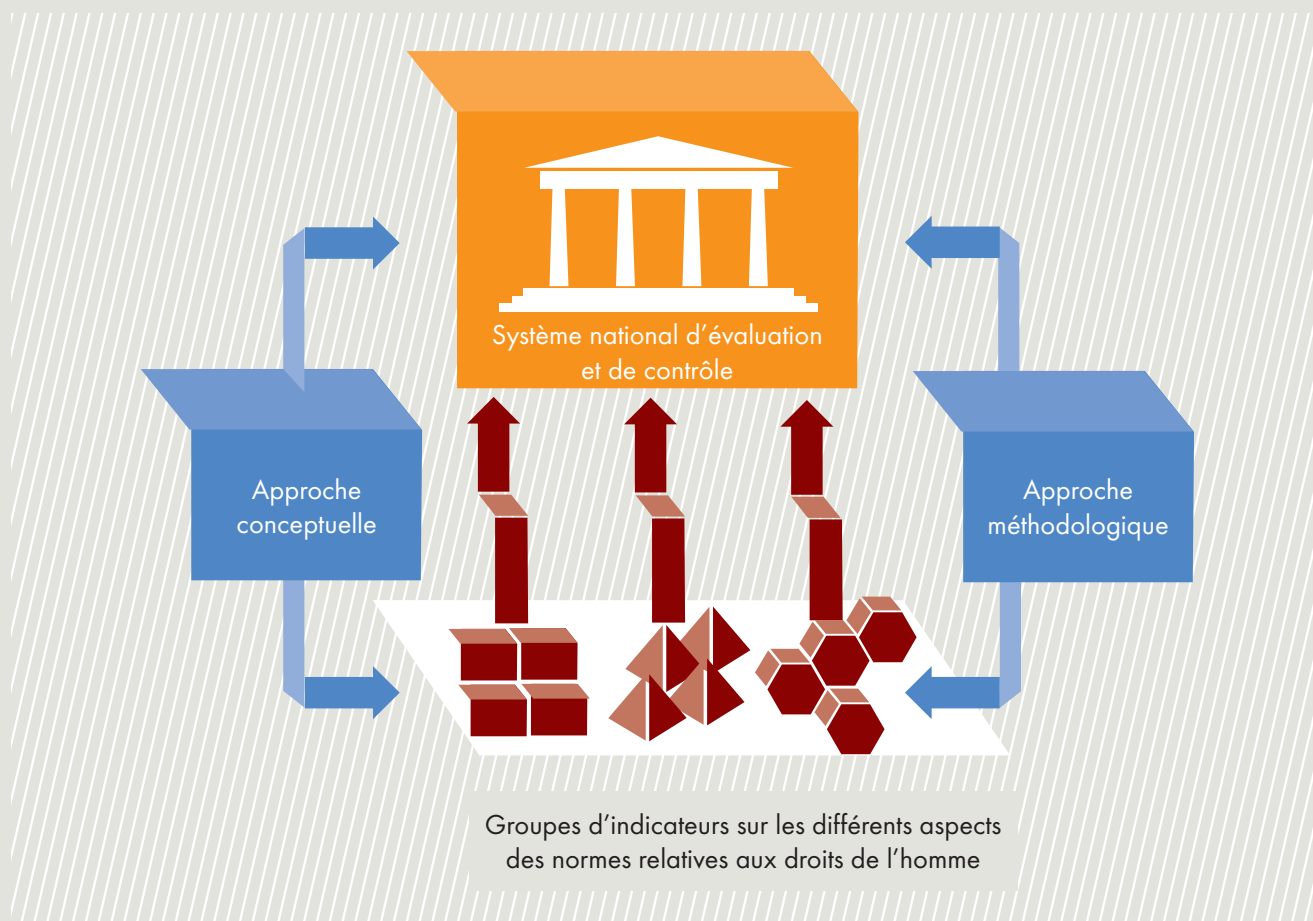 Système national d’évaluation
et de contrôle
Approche
conceptuelle
Approche
méthodologique
Groupes d’indicateurs sur les différents aspects
des normes relatives aux droits de l’homme